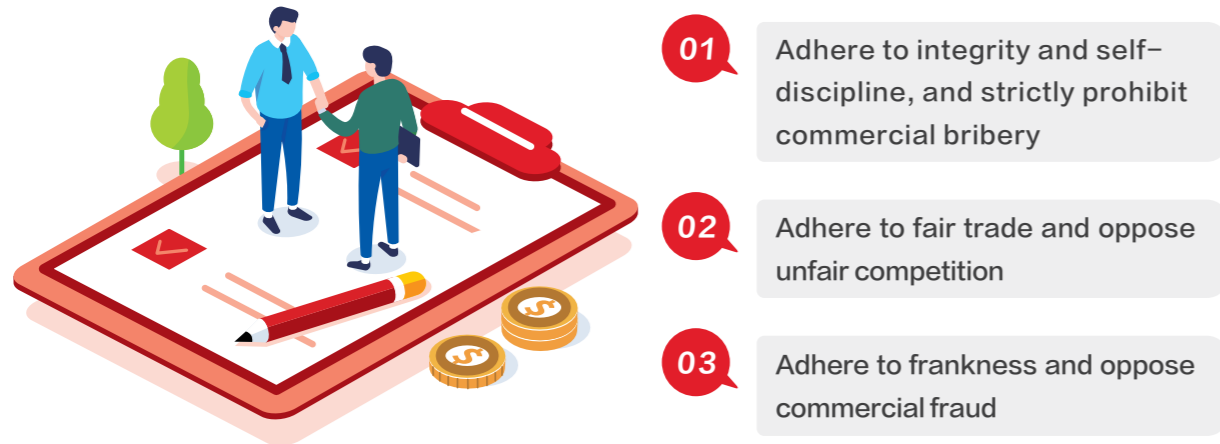 01
Adhere to integrity and self-
discipline, and strictly prohibit
commercial bribery
02
Adhere to fair trade and oppose
unfair competition
03
Adhere to frankness and oppose
commercial fraud
$
$